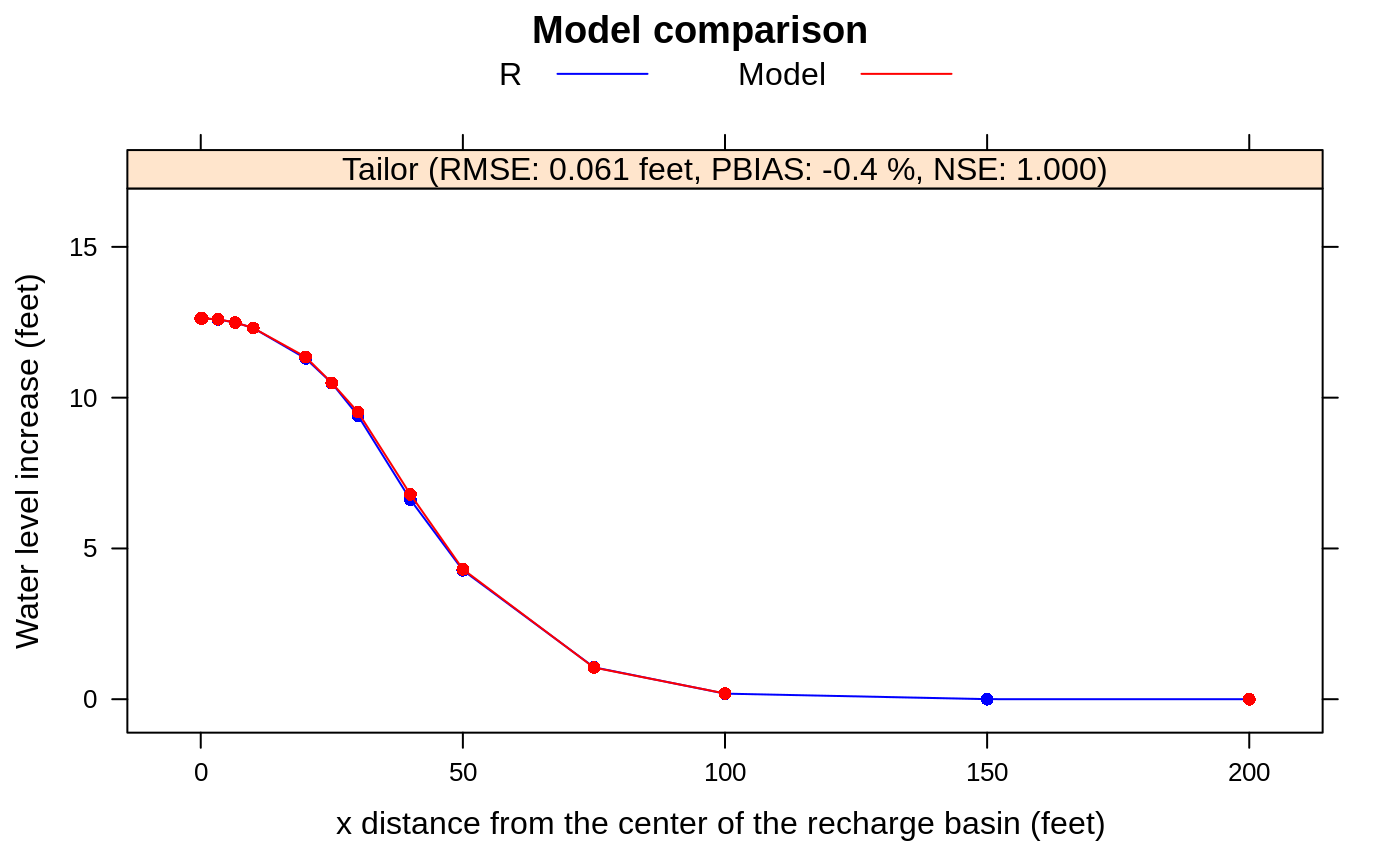 Model comparison
R Model
Tailor (RMSE: 0.061 feet, PBIAS: -0.4 %, NSE: 1.000)
Water level increase (feet)
15
10
5
0
0 50 100 150 200
x distance from the center of the recharge basin (feet)